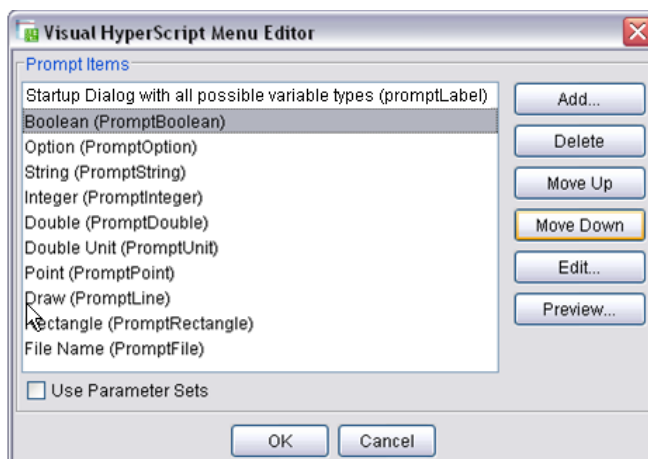 Visual HyperScript Menu Editor
Prompt Items
Startup Dialog with all possible variable types (promptLabel)
Boolean (PromptBoolean)
Option (PromptOption)
String (PromptString)
Integer (PromptInteger)
Double (PromptDouble)
Double Unit (PromptUnit)
Point (PromptPoint)
Draw (PromptLine)
Rectangle (PromptRectangle)
File Name (PromptFile)
Add...
Delete
Move Up
Move Down
Edit...
Preview...
Use Parameter Sets
OK
Cancel